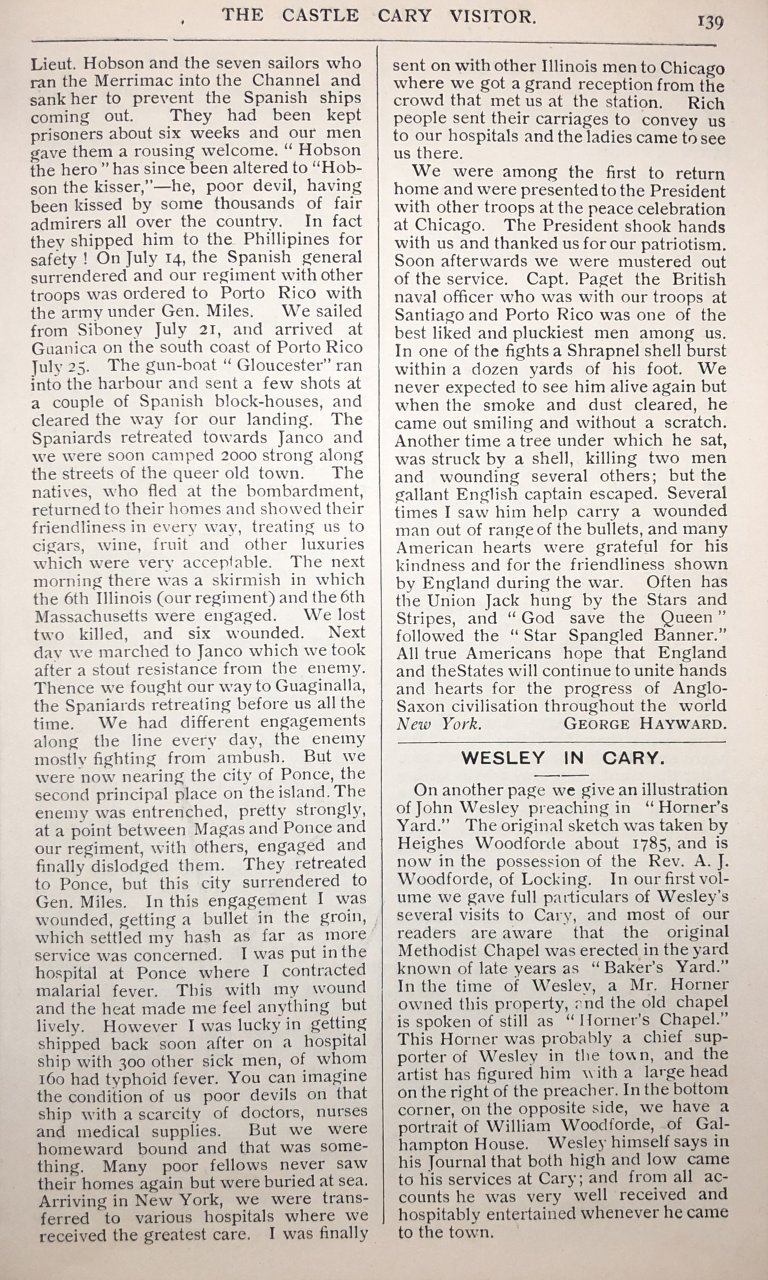 THE CASTLE CARY VISITOR. 139
Lieut. Hobson and the seven sailors who
ran the Merrimac into the Channel and
sank her to prevent the Spanish ships
coming out. They had been kept
prisoners about six weeks and our men
gave them a rousing welcome. “ Hobson
the hero ” has since been altered to “Hob-
son the kisser,”—he, poor devil, having
been kissed by some thousands of fair
admirers all over the country. In fact
they shipped him to the Phillipines for
safety ! On July 14, the Spanish general
surrendered and our regiment with other
troops was ordered to Porto Rico with
the army under Gen. Miles. We sailed
from Siboney July 21, and arrived at
Guanica on the south coast of Porto Rico
July 25. The gun-boat “ Gloucester” ran
into the harbour and sent a few shots at
a couple of Spanish block-houses, and
cleared the way for our landing. The
Spaniards retreated towards Janco and
we were soon camped 2000 strong along
the streets of the queer old town. The
natives, who fled at the bombardment,
returned to their homes and showed their
friendliness in every way, treating us to
cigars, wine, fruit and other luxuries
which were very acceptable. The next
morning there was a skirmish in which
the 6th Illinois (our regiment) and the 6th
Massachusetts were engaged. We lost
two killed, and six wounded. Next
day we marched to Janco which we took
after a stout resistance from the enemy.
Thence we fought our way to Guaginalla,
the Spaniards retreating before us all the
time. We had different engagements
along the line every day, the enemy
mostly fighting from ambush. But we
were now nearing the city of Ponce, the
second principal place on the island. The
enemy was entrenched, pretty strongly,
at a point between Magas and Ponce and
our regiment, with others, engaged and
finally dislodged them. They retreated
to Ponce, but this city surrendered to
Gen. Miles. In this engagement I was
wounded, getting a bullet in the groin,
which settled my hash as far as more
service was concerned. I was put in the
hospital at Ponce where I contracted
malarial fever. This with my wound
and the heat made me feel anything but
lively. However I was lucky in getting
shipped back soon after on a hospital
ship with 300 other sick men, of whom
160 had typhoid fever. You can imagine
the condition of us poor devils on that
ship with a scarcity of doctors, nurses
and medical supplies. But we were
homeward bound and that was some-
thing. Many poor fellows never saw
their homes again but were buried at sea.
Arriving in New York, we were trans-
ferred to various hospitals where we
received the greatest care. I was finally
sent on with other Illinois men to Chicago
where we got a grand reception from the
crowd that met us at the station. Rich
people sent their carriages to convey us
to our hospitals and the ladies came to see
us there.
We were among the first to return
home and were presented to the President
with other troops at the peace celebration
at Chicago. The President shook hands
with us and thanked us for our patriotism.
Soon afterwards we were mustered out
of the service. Capt. Paget the British
naval officer who was with our troops at
Santiago and Porto Rico was one of the
best liked and pluckiest men among us.
In one of the fights a Shrapnel shell burst
within a dozen yards of his foot. We
never expected to see him alive again but
when the smoke and dust cleared, he
came out smiling and without a scratch.
Another time a tree under which he sat,
was struck by a shell, killing two men
and wounding several others; but the
gallant English captain escaped. Several
times I saw him help carry a wounded
man out of range of the bullets, and many
American hearts were grateful for his
kindness and for the friendliness shown
by England during the war. Often has
the Union Jack hung by the Stars and
Stripes, and “ God save the Queen ”
followed the “ Star Spangled Banner.”
All true Americans hope that England
and theStates will continue to unite hands
and hearts for the progress of Anglo-
Saxon civilisation throughout the world
New York. GEORGE HAYWARD.
WESLEY IN CARY.
On another page we give an illustration
of John Wesley preaching in “ Horner’s
Yard.” The original sketch was taken by
Heighes Woodforde about 1785, and is
now in the possession of the Rev. A. J.
Woodforde, of Locking. In our first vol-
ume we gave full particulars of Wesley’s
several visits to Cary, and most of our
readers are aware that the original
Methodist Chapel was erected in the yard
known of late years as “ Baker’s Yard.”
In the time of Wesley, a Mr. Horner
owned this property, and the old chapel
is spoken of still as “ Horner’s Chapel.”
This Horner was probably a chief sup-
porter of Wesley in the town, and the
artist has figured him with a large head
on the right of the preacher. In the bottom
corner, on the opposite side, we have a
portrait of William Woodforde, of Gal-
hampton House. Wesley himself says in
his Journal that both high and low came
to his services at Cary; and from all ac-
counts he was very well received and
hospitably entertained whenever he came
to the town.